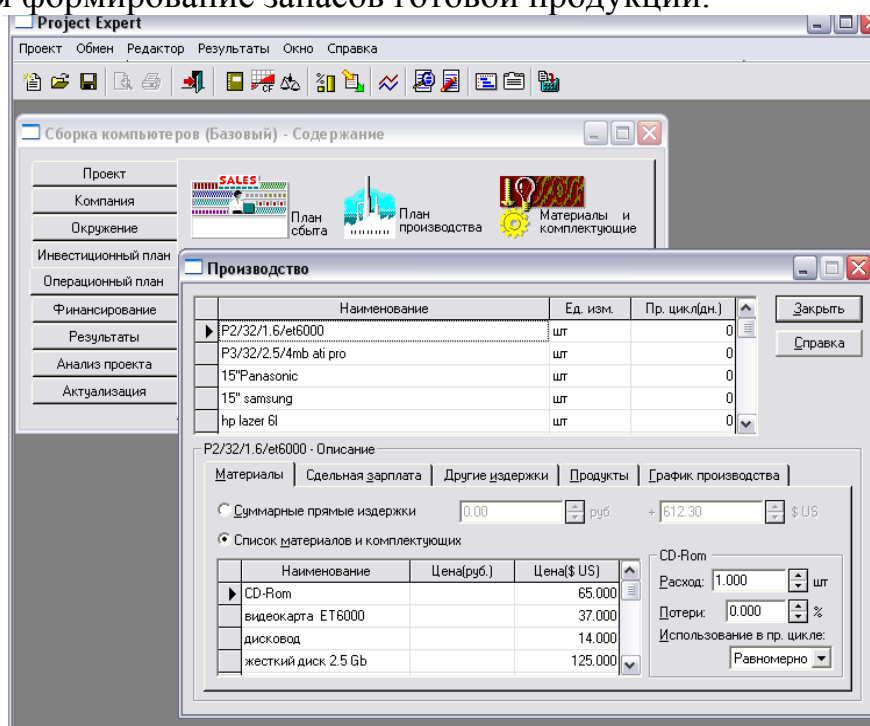 и формирование запасов готовой продукции.
Project Expert
Проект Обмен Редактор Результаты Окно Справка
CF
Сборка компьютеров (Базовый) - Содержание
Проект
Компания
Окружение
Инвестиционный план
Операционный план
Финансирование
Результаты
Анализ проекта
Актуализация
SALES
План сбыта
План производства
Материалы и комплектующие
Производство
Наименование Ед. изм. Пр. цикл(дн.)
P2/32/1.6/et6000 шт 0
P3/32/2.5/4mb ati pro шт 0
15"Panasonic шт 0
15" samsung шт 0
hp lazer 6l шт 0
Закрыть
Справка
P2/32/1.6/et6000 - Описание
Материалы Сдельная зарплата Другие издержки Продукты График производства
Суммарные прямые издержки 0.00 руб. + 612.30 $ US
Список материалов и комплектующих
Наименование Цена(руб.) Цена($ US)
CD-Rom 65.000
видеокарта ET6000 37.000
дисковод 14.000
жесткий диск 2.5 Gb 125.000
CD-Rom
Расход: 1.000 шт
Потери: 0.000 %
Использование в пр. цикле:
Равномерно